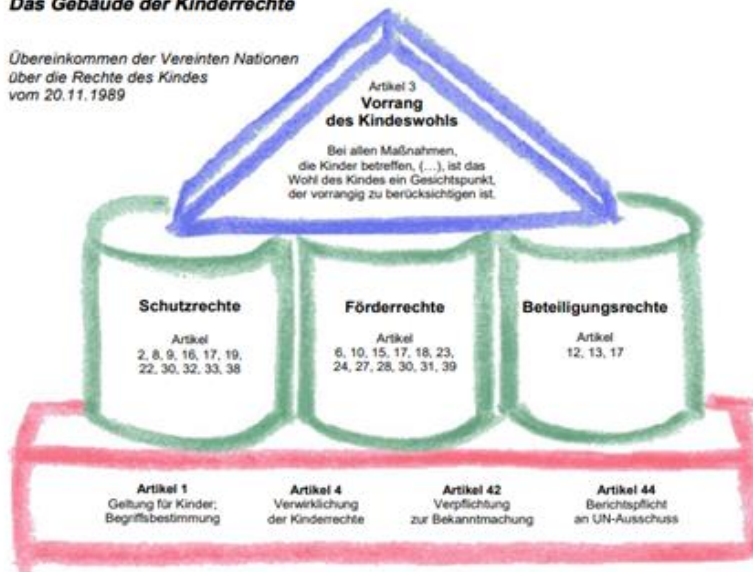 Das Gebäude der Kinderrechte
Übereinkommen der Vereinten Nationen
über die Rechte des Kindes
vom 20.11.1989
Artikel 3
Vorrang
des Kindeswohls
Bei allen Maßnahmen,
die Kinder betreffen, (...), ist das
Wohl des Kindes ein Gesichtspunkt,
der vorrangig zu berücksichtigen ist.
Schutzrechte
Artikel
2, 8, 9, 16, 17, 19,
22, 30, 32, 33, 38
Förderrechte
Artikel
6, 10, 15, 17, 18, 23,
24, 27, 28, 30, 31, 39
Beteiligungsrechte
Artikel
12, 13, 17
Artikel 1
Geltung für Kinder;
Begriffsbestimmung
Artikel 4
Verwirklichung
der Kinderrechte
Artikel 42
Verpflichtung
zur Bekanntmachung
Artikel 44
Berichtspflicht
an UN-Ausschuss